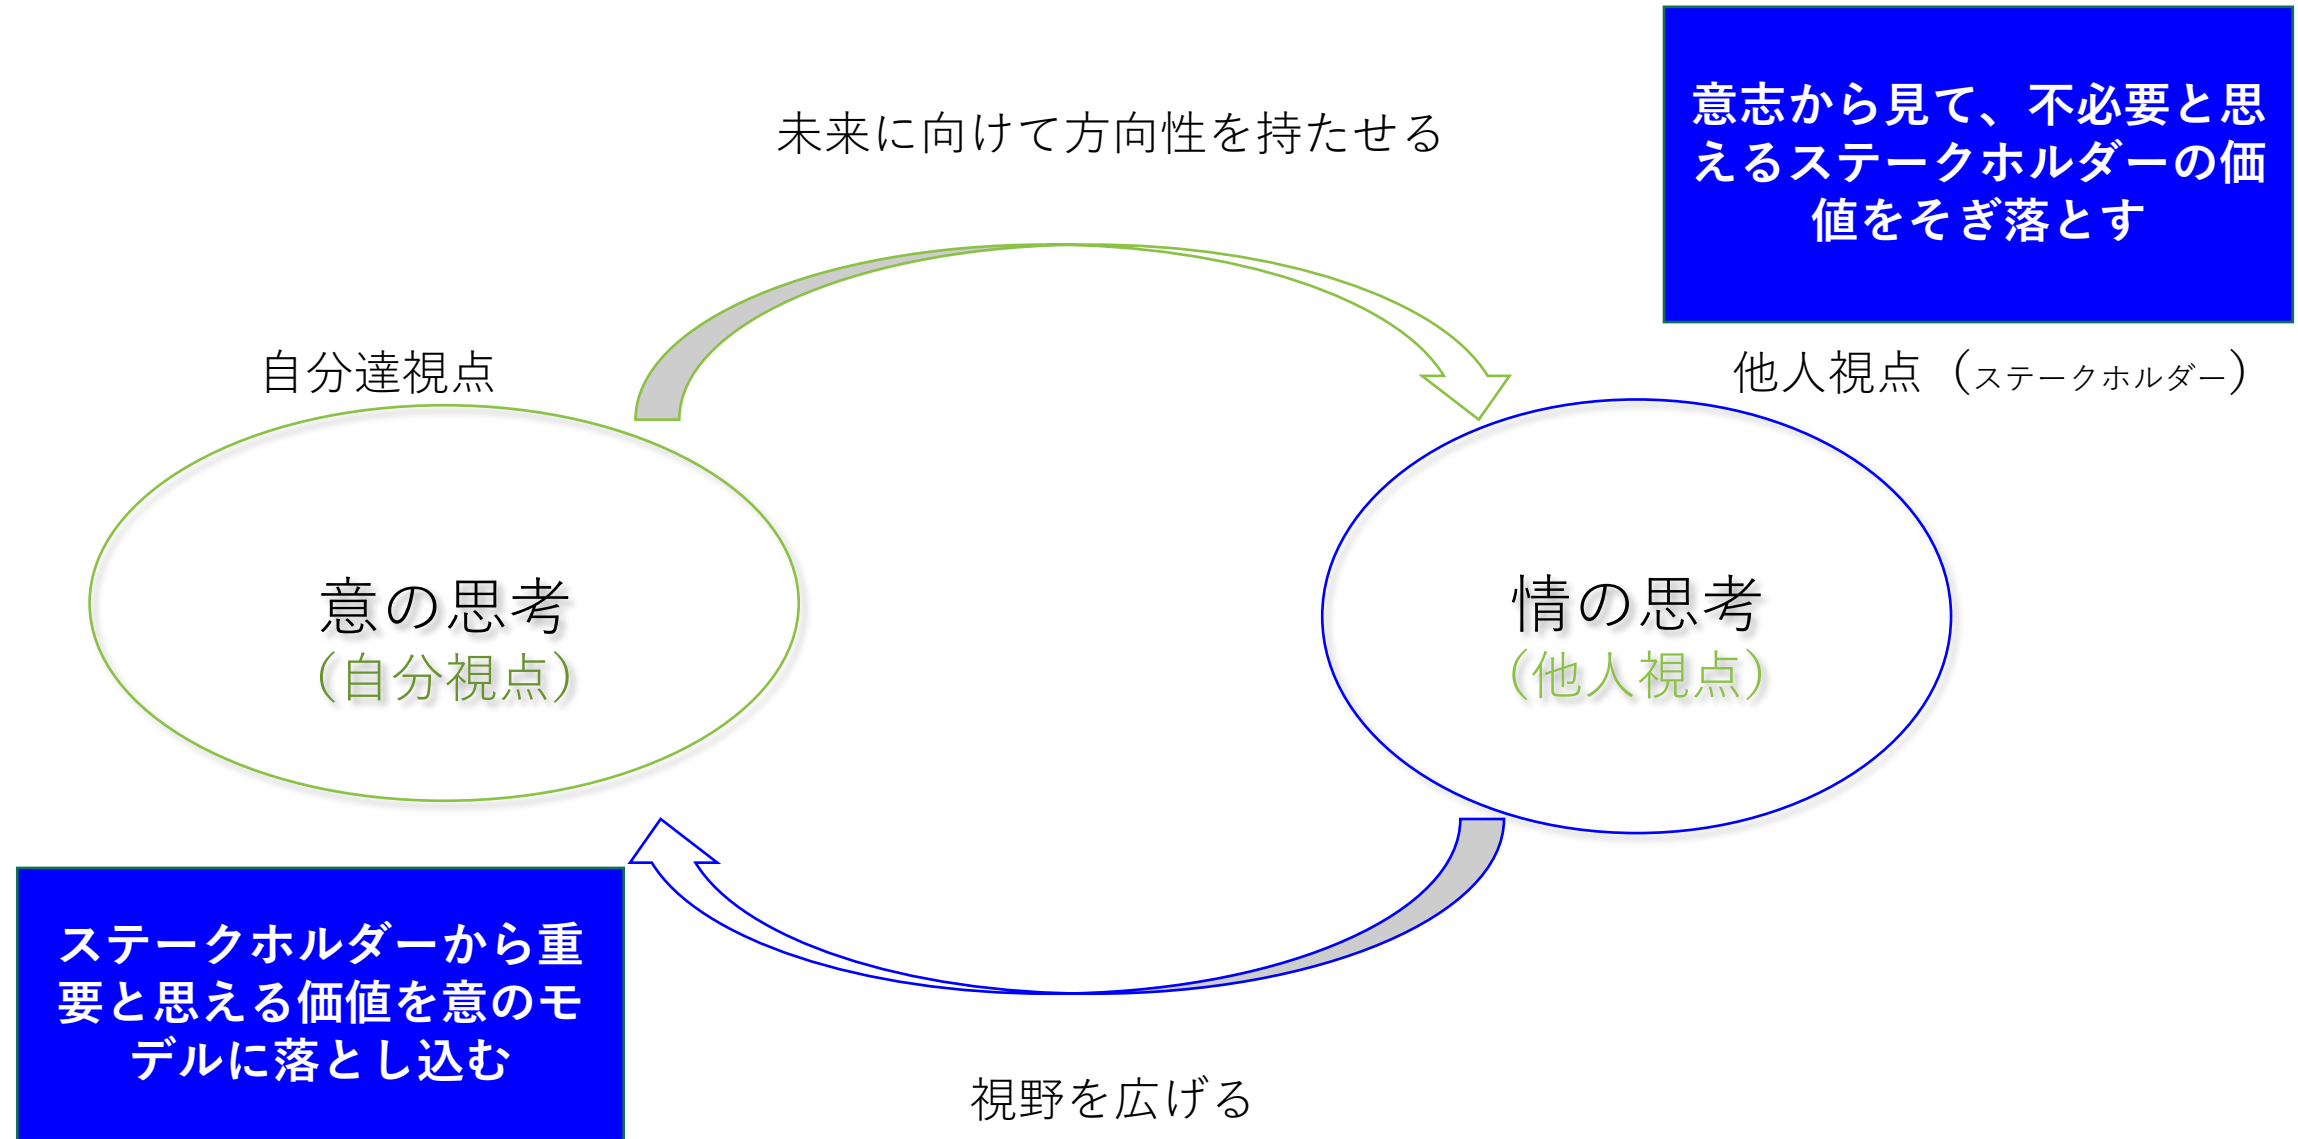 意志から見て、不必要と思
えるステークホルダーの価
値をそぎ落とす
未来に向けて方向性を持たせる
自分達視点
他人視点（ステークホルダー）
意の思考
（自分視点）
情の思考
（他人視点）
ステークホルダーから重
要と思える価値を意のモ
デルに落とし込む
視野を広げる